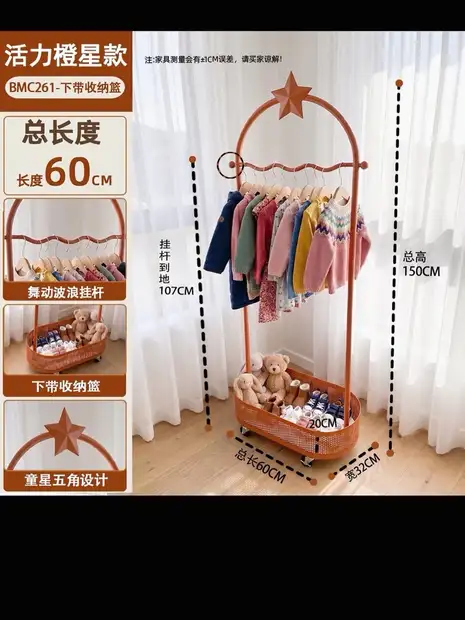 活力橙星款
BMC261-下带收纳篮
注:家具测量会有±1CM误差，请买家谅解!
总长度
长度60CM
舞动波浪挂杆
下带收纳篮
童星五角设计
挂杆到地
107CM
总高
150CM
20CM
总长60CM
宽32CM